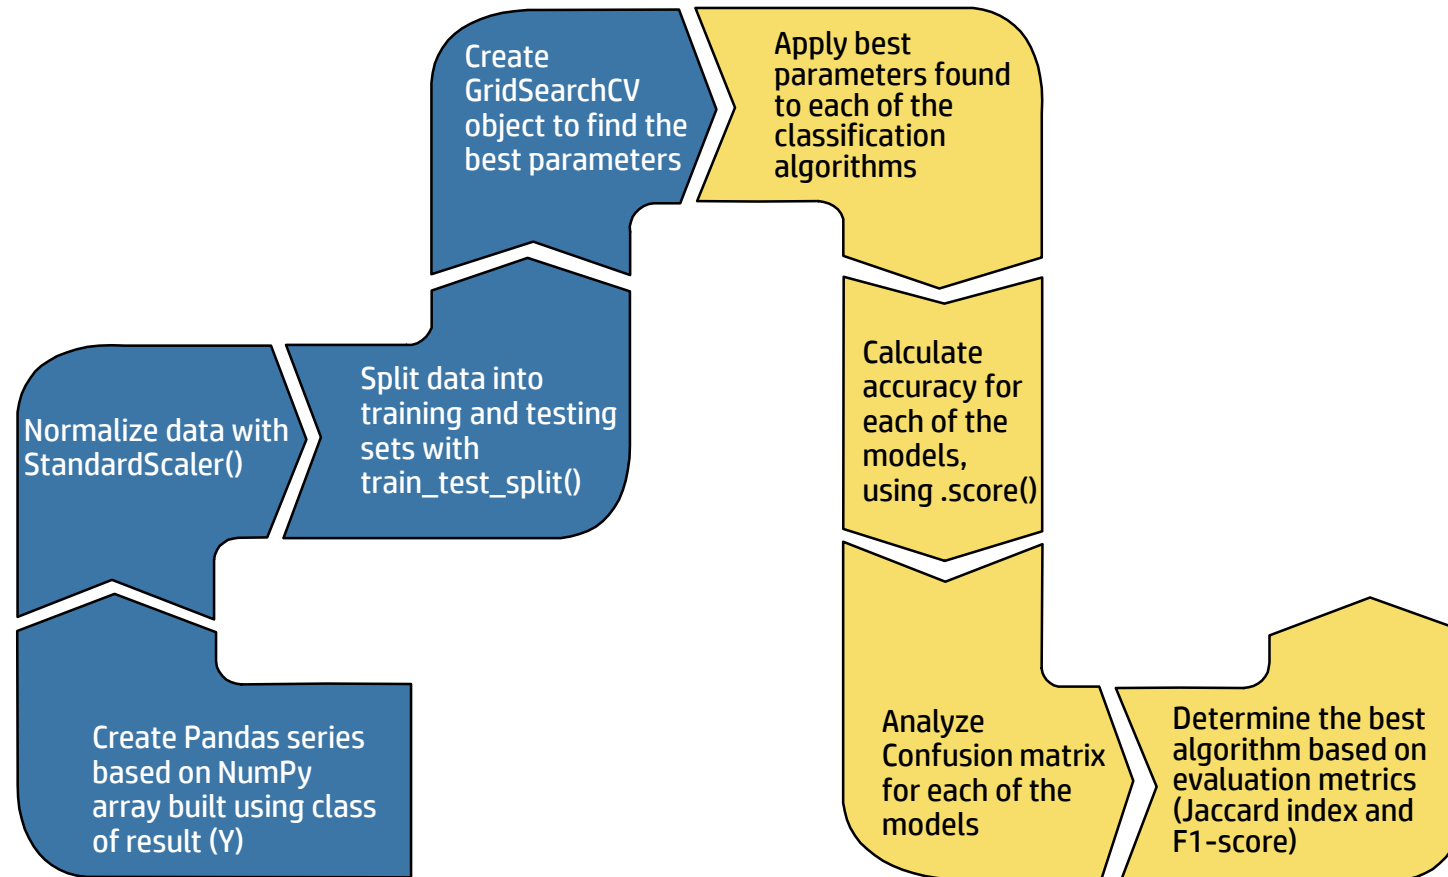 Create Pandas series
based on NumPy
array built using class
of result (Y)
Normalize data with
StandardScaler()
Split data into
training and testing
sets with
train_test_split()
Create
GridSearchCV
object to find the
best parameters
Apply best
parameters found
to each of the
classification
algorithms
Calculate
accuracy for
each of the
models,
using .score()
Analyze
Confusion matrix
for each of the
models
Determine the best
algorithm based on
evaluation metrics
(Jaccard index and
F1-score)